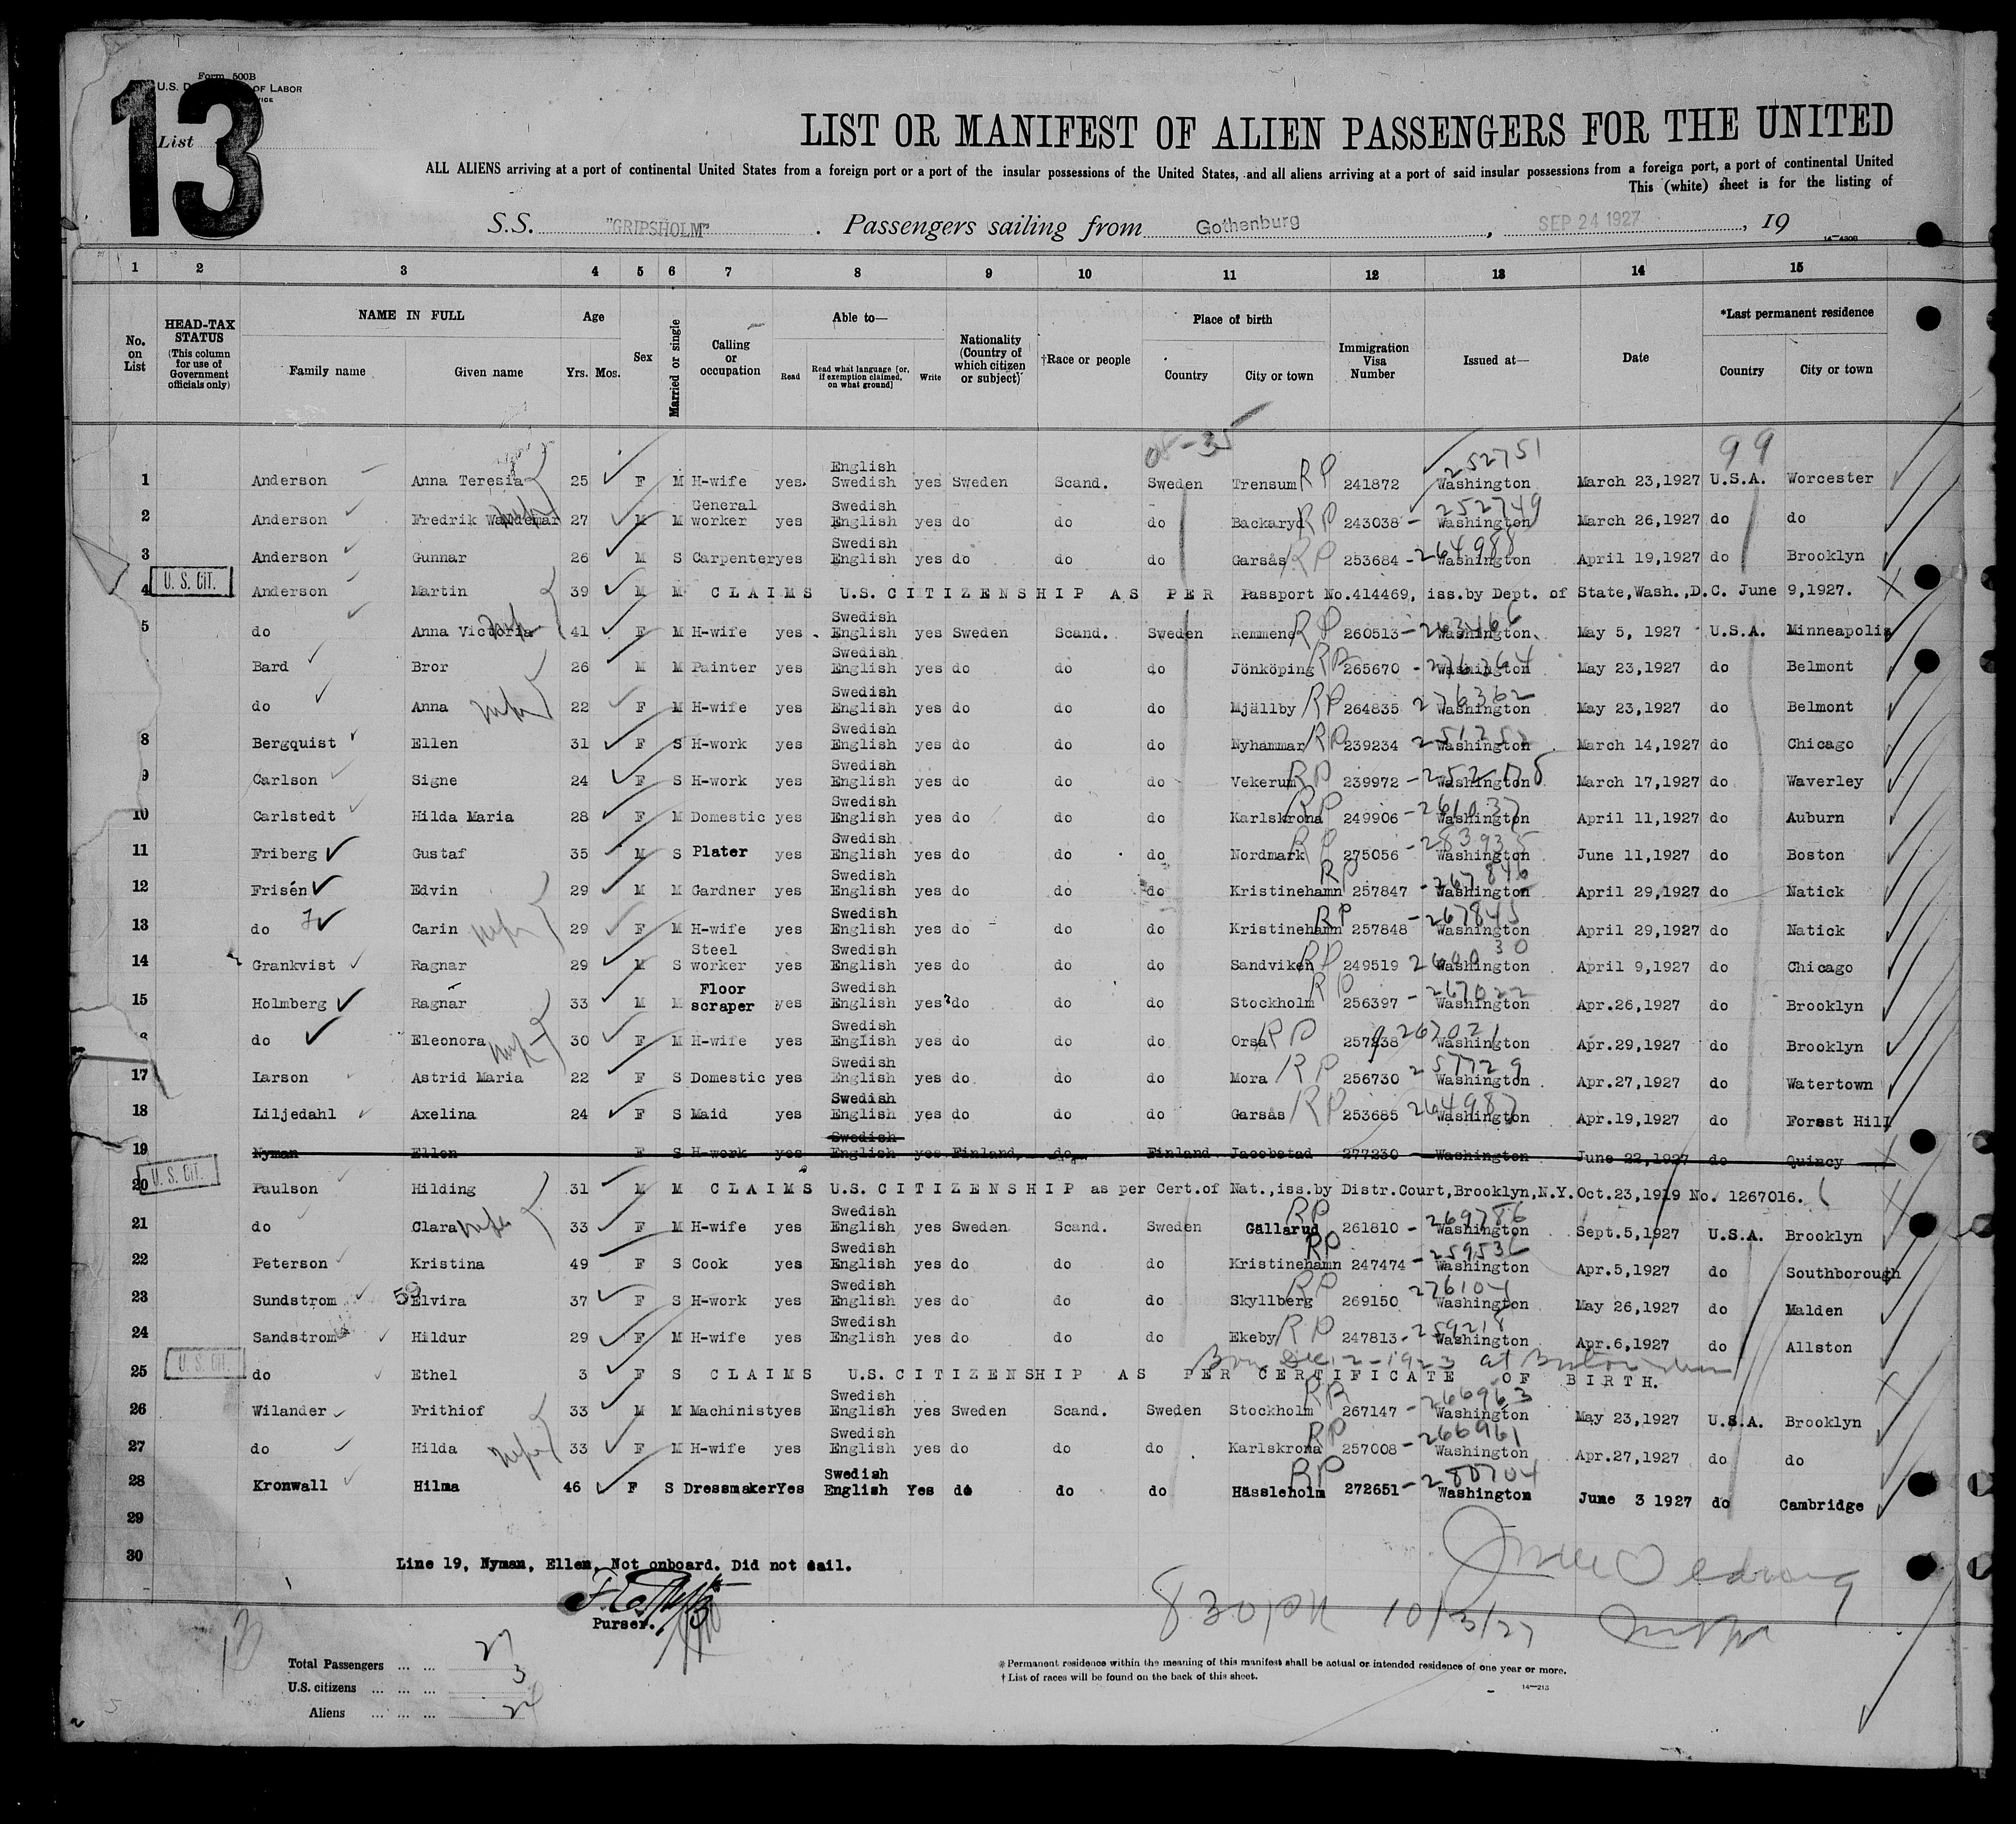 Form 500B
U.S. D OF LABOR
13
List
LIST OR MANIFEST OF ALIEN PASSENGERS FOR THE UNITED
ALL ALIENS arriving at a port of continental United States from a foreign port or a port of the insular possessions of the United States, and all aliens arriving at a port of said insular possessions from a foreign port, a port of continental United
This (white) sheet is for the listing of
S.S. "GRIPSHOLM" . Passengers sailing from Gothenburg , SEP 24 1927 , 19
1 2 3 4 5 6 7 8 9 10 11 12 13 14 15
No. on List HEAD-TAX STATUS (This column for use of Government officials only) NAME IN FULL Family name Given name Age Yrs. Mos. Sex Married or single Calling or occupation Able to— Read Read what language [or, if exemption claimed, on what ground] Write Nationality (Country of which citizen or subject) †Race or people Place of birth Country City or town Immigration Visa Number Issued at— Date *Last permanent residence Country City or town
08-35 99
1 Anderson Anna Teresia 25 F M H-wife yes. English Swedish yes Sweden Scand. Sweden Trensum RP 241872 252751 Washington March 23,1927 U.S.A. Worcester
2 Anderson Fredrik Waldemar 27 M M General worker yes Swedish English yes do do do Backaryd RP 243038 - 252749 Washington March 26,1927 do do
3 Anderson Gunnar 26 M S Carpenter yes Swedish English yes do do do Garsås RP 253684 - 264988 Washington April 19,1927 do Brooklyn
U. S. CIT.
4 Anderson Martin 39 M M CLAIMS U.S. CITIZENSHIP AS PER Passport No.414469, iss.by Dept. of State,Wash.,D.C. June 9,1927.
5 do Anna Victoria 41 F M H-wife yes Swedish English yes Sweden Scand. Sweden Remmene RP 260513 - 263466 Washington. May 5, 1927 U.S.A. Minneapolis
Bard Bror 26 M M Painter yes Swedish English yes do do do Jönköping RP 265670 - Washington May 23,1927 do Belmont
do Anna 22 F M H-wife yes Swedish English yes do do do Mjällby RP 264835 276362 Washington May 23,1927 do Belmont
8 Bergquist Ellen 31 F S H-work yes Swedish English yes do do do Nyhammar RP 239234 Washington March 14,1927 do Chicago
9 Carlson Signe 24 F S H-work yes Swedish English yes do do do Vekerum RP 239972 - Washington March 17,1927 do Waverley
10 Carlstedt Hilda Maria 28 F M Domestic yes Swedish English yes do do do Karlskrona RP 249906 - 261037 Washington April 11,1927 do Auburn
11 Friberg Gustaf 35 M S Plater yes Swedish English yes do do do Nordmark RP 275056 - 283935 Washington June 11,1927 do Boston
12 Frisén Edvin 29 M M Gardner yes Swedish English yes do do do Kristinehamn RP 257847 - 267846 Washington April 29,1927 do Natick
13 do Carin 29 F M H-wife yes Swedish English yes do do do Kristinehamn RP 257848 - 267845 Washington April 29,1927 do Natick
14 Grankvist Ragnar 29 M S Steel worker yes Swedish English yes do do do Sandviken RP 249519 260030 Washington April 9,1927 do Chicago
15 Holmberg Ragnar 33 M M Floor scraper yes Swedish English yes do do do Stockholm RP 256397 - 267022 Washington Apr.26,1927 do Brooklyn
do Eleonora 30 F M H-wife yes Swedish English yes do do do Orsa RP 257238 267021 Washington Apr.29,1927 do Brooklyn
17 Larson Astrid Maria 22 F S Domestic yes Swedish English yes do do do Mora RP 256730 257729 Washington Apr.27,1927 do Watertown
18 Liljedahl Axelina 24 F S Maid yes Swedish English yes do do do Garsås RP 253685 264987 Washington Apr.19,1927 do Forest Hill
19 Nyman Ellen F S H-work yes Swedish English yes Finland do Finland Jacobstad 277230 Washington June 22,1927 do Quincy
U. S. CIT.
20 Paulson Hilding 31 M M CLAIMS U.S. CITIZENSHIP as per Cert.of Nat.,iss.by Distr.Court,Brooklyn,N.Y.Oct.23,1919 No. 1267016.
21 do Clara 33 F M H-wife yes Swedish English yes Sweden Scand. Sweden Gällarud RP 261810 - 269786 Washington Sept.5,1927 U.S.A. Brooklyn
22 Peterson Kristina 49 F S Cook yes Swedish English yes do do do Kristinehamn RP 247474 - 259536 Washington Apr.5,1927 do Southborough
23 Sundstrom Elvira 37 F S H-work yes Swedish English yes do do do Skyllberg RP 269150 276104 Washington May 26,1927 do Malden
24 Sandstrom Hildur 29 F M H-wife yes Swedish English yes do do do Ekeby RP 247813 - 259218 Washington Apr.6,1927 do Allston
U. S. CIT.
Born Dec 12-1923 at Boston Mass
25 do Ethel 3 F S CLAIMS U.S. CITIZENSHIP AS PER CERTIFICATE OF BIRTH.
26 Wilander Frithiof 33 M M Machinist yes Swedish English yes Sweden Scand. Sweden Stockholm RP 267147 - 266963 Washington May 23,1927 U.S.A. Brooklyn
27 do Hilda 33 F M H-wife yes Swedish English yes do do do Karlskrona RP 257008 - 266961 Washington Apr.27,1927 do do
28 Kronwall Hilma 46 F S Dressmaker Yes Swedish English Yes do do do Hässleholm RP 272651 - 280704 Washington June 3 1927 do Cambridge
29
30
Line 19, Nyman, Ellen, Not onboard. Did not sail.
Purser.
8 30 PM 10/3/27
Total Passengers ... ... 27
U.S. citizens ... ... ... 3
Aliens ... ... ... 24
* Permanent residence within the meaning of this manifest shall be actual or intended residence of one year or more.
† List of races will be found on the back of this sheet.
14—213